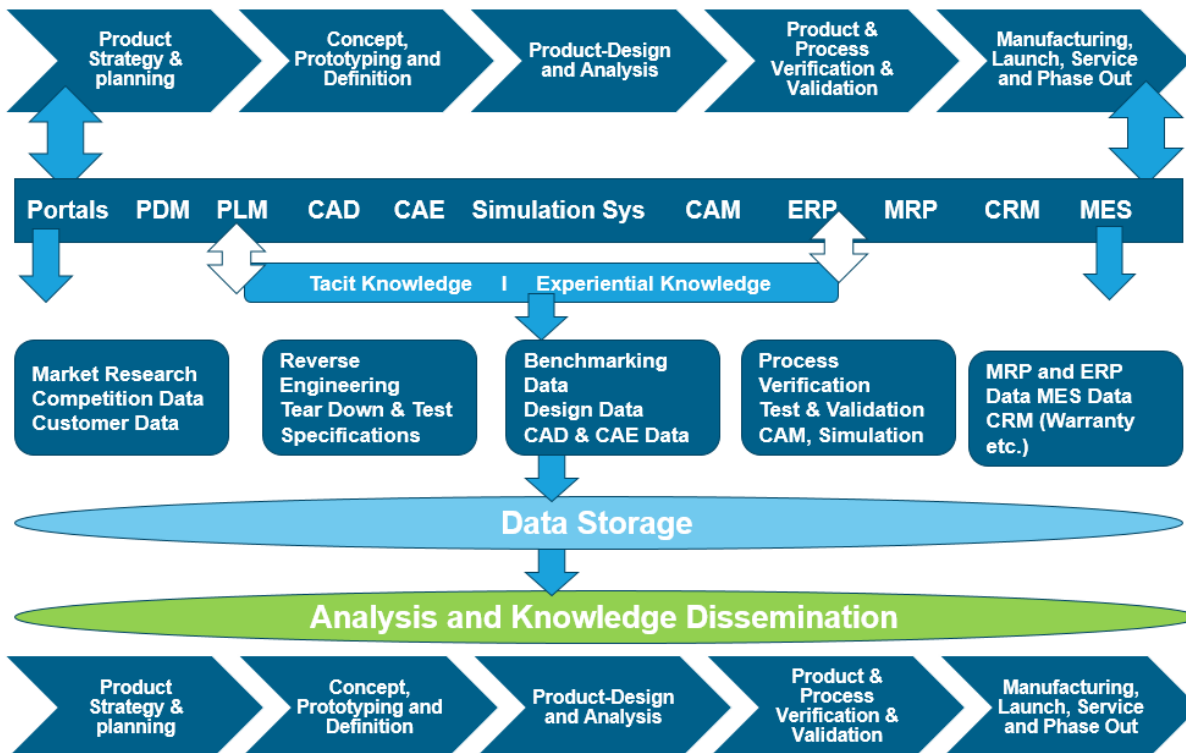 Product
Strategy &
planning
Concept,
Prototyping and
Definition
Product-Design
and Analysis
Product &
Process
Verification &
Validation
Manufacturing,
Launch, Service
and Phase Out
Portals PDM PLM CAD CAE Simulation Sys CAM ERP MRP CRM MES
Tacit Knowledge I Experiential Knowledge
Market Research
Competition Data
Customer Data
Reverse
Engineering
Tear Down & Test
Specifications
Benchmarking
Data
Design Data
CAD & CAE Data
Process
Verification
Test & Validation
CAM, Simulation
MRP and ERP
Data MES Data
CRM (Warranty
etc.)
Data Storage
Analysis and Knowledge Dissemination
Product
Strategy &
planning
Concept,
Prototyping and
Definition
Product-Design
and Analysis
Product &
Process
Verification &
Validation
Manufacturing,
Launch, Service
and Phase Out